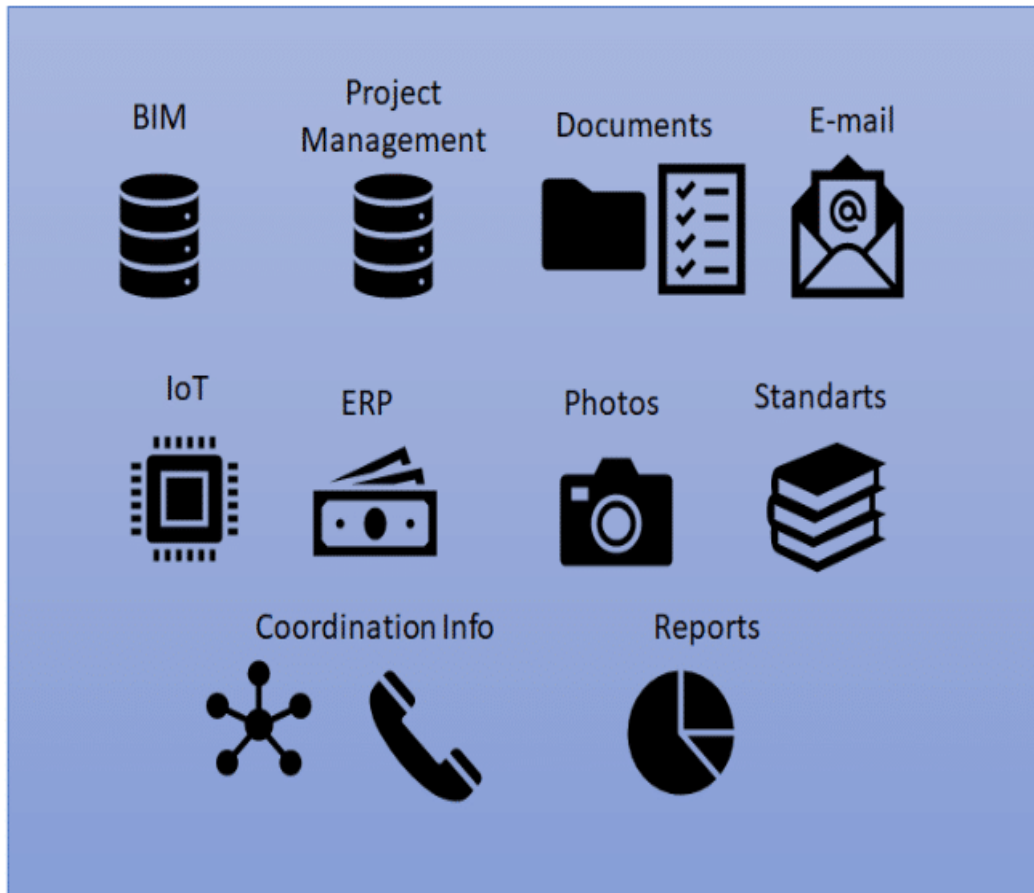 BIM
Project
Management
Documents
E-mail
@
IoT
ERP
Photos
Standarts
Coordination Info
Reports